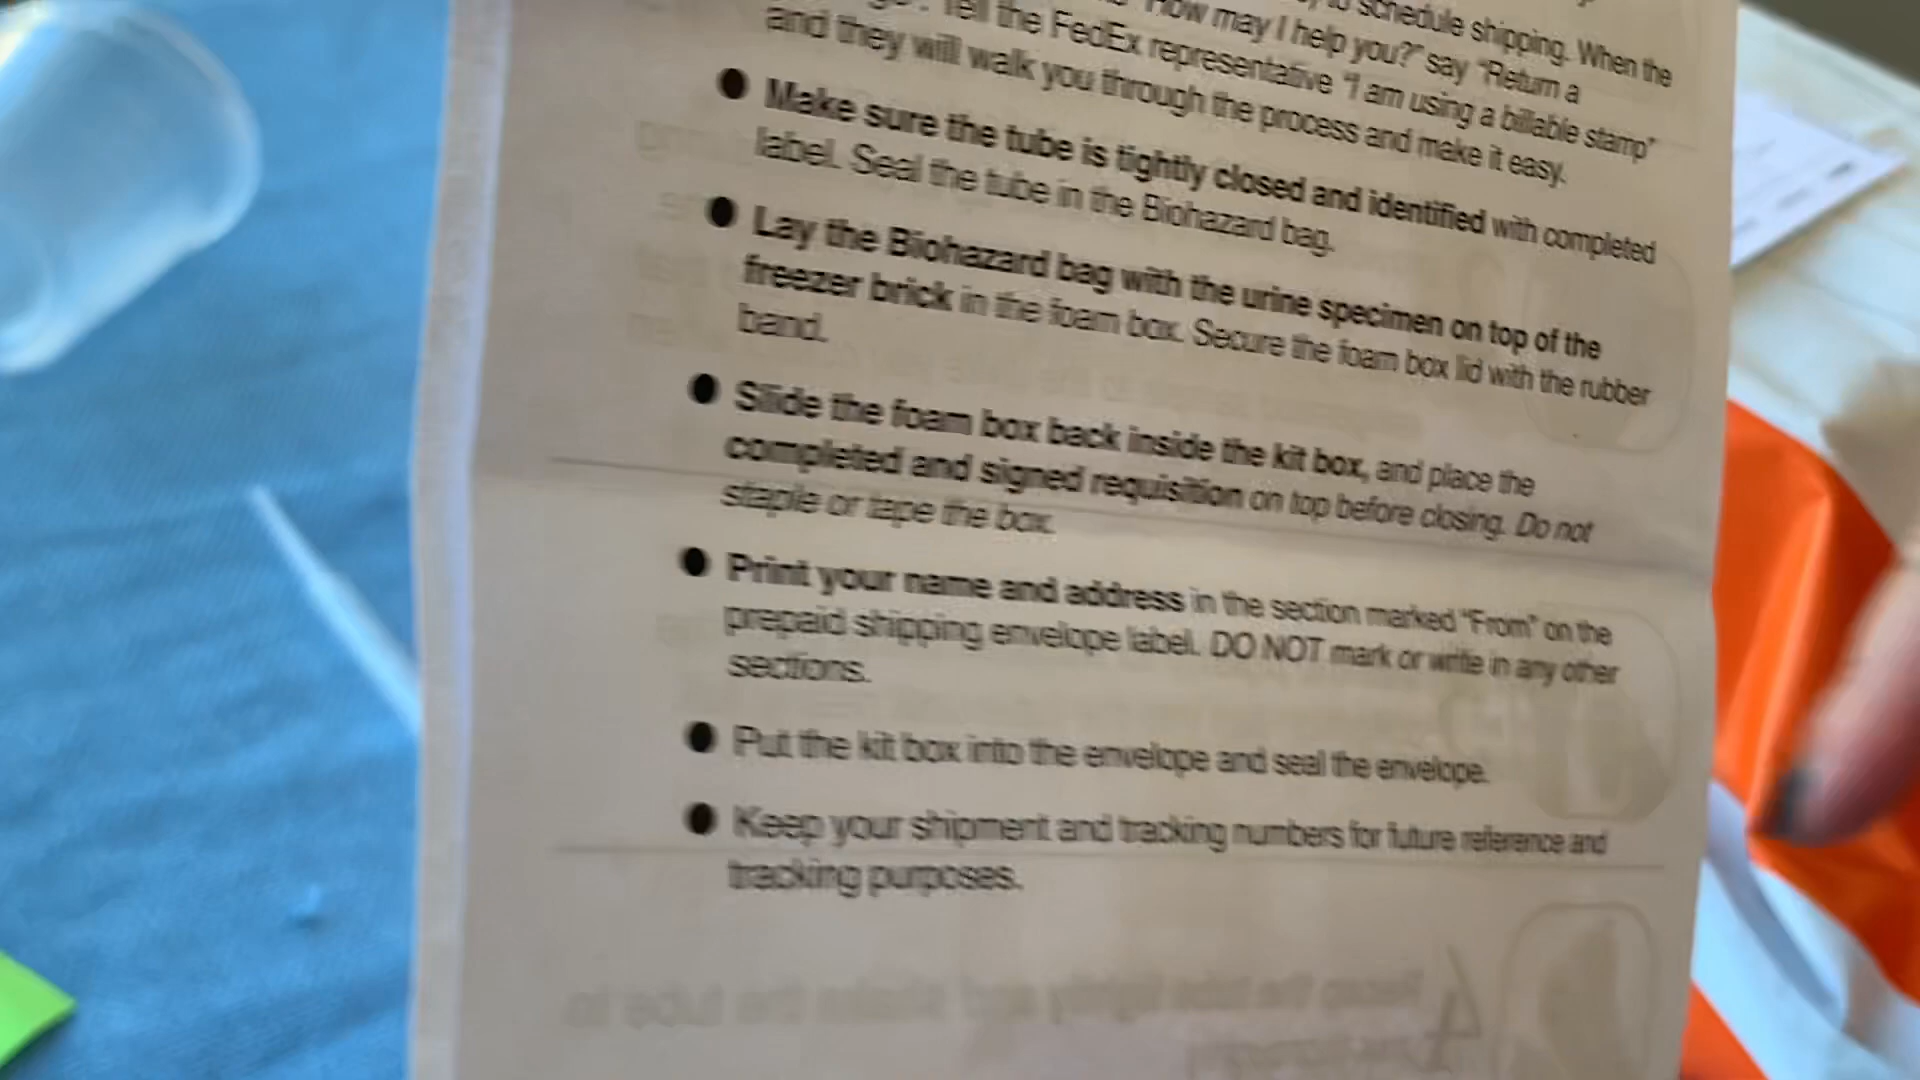 to schedule shipping. When the
"How may I help you?" say "Return a
Tell the FedEx representative "I am using a billable stamp"
and they will walk you through the process and make it easy.
● Make sure the tube is tightly closed and identified with completed
label. Seal the tube in the Biohazard bag.
● Lay the Biohazard bag with the urine specimen on top of the
freezer brick in the foam box. Secure the foam box lid with the rubber
band.
● Slide the foam box back inside the kit box, and place the
completed and signed requisition on top before closing. Do not
staple or tape the box.
● Print your name and address in the section marked "From" on the
prepaid shipping envelope label. DO NOT mark or write in any other
sections.
● Put the kit box into the envelope and seal the envelope.
● Keep your shipment and tracking numbers for future reference and
tracking purposes.